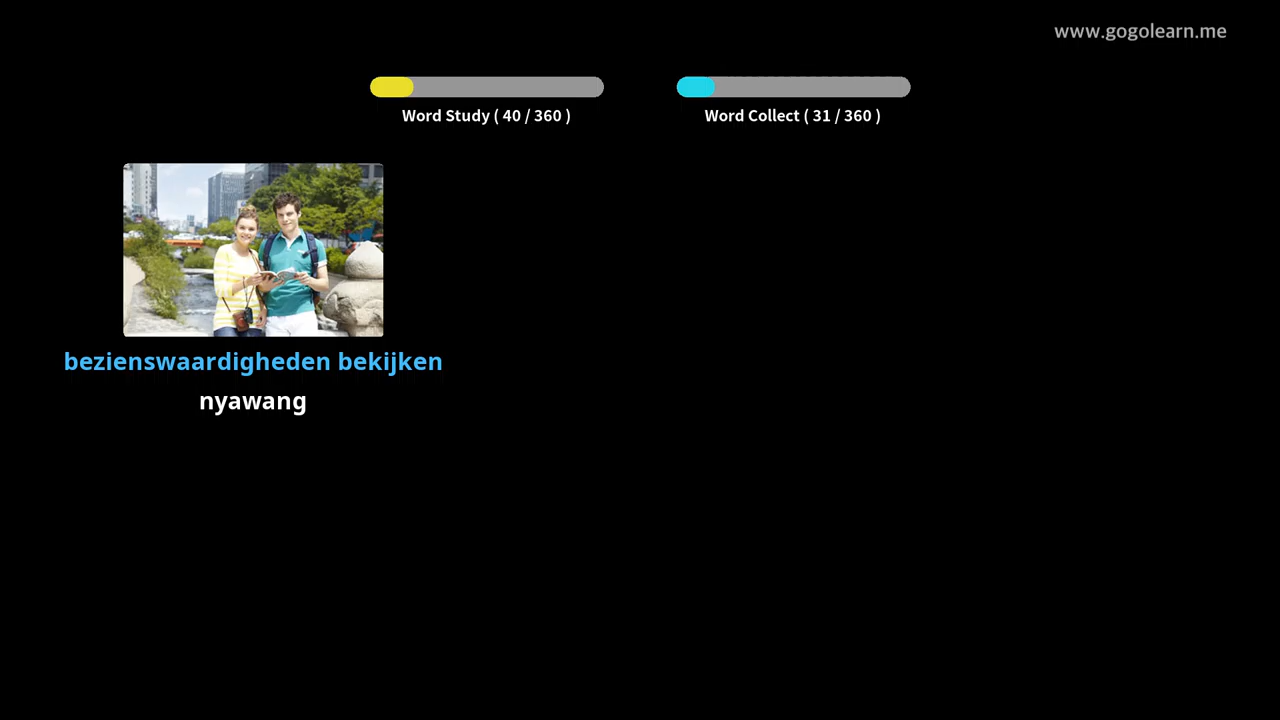 www.gogolearn.me
Word Study ( 40 / 360 )
Word Collect ( 31 / 360 )
bezienswaardigheden bekijken
nyawang